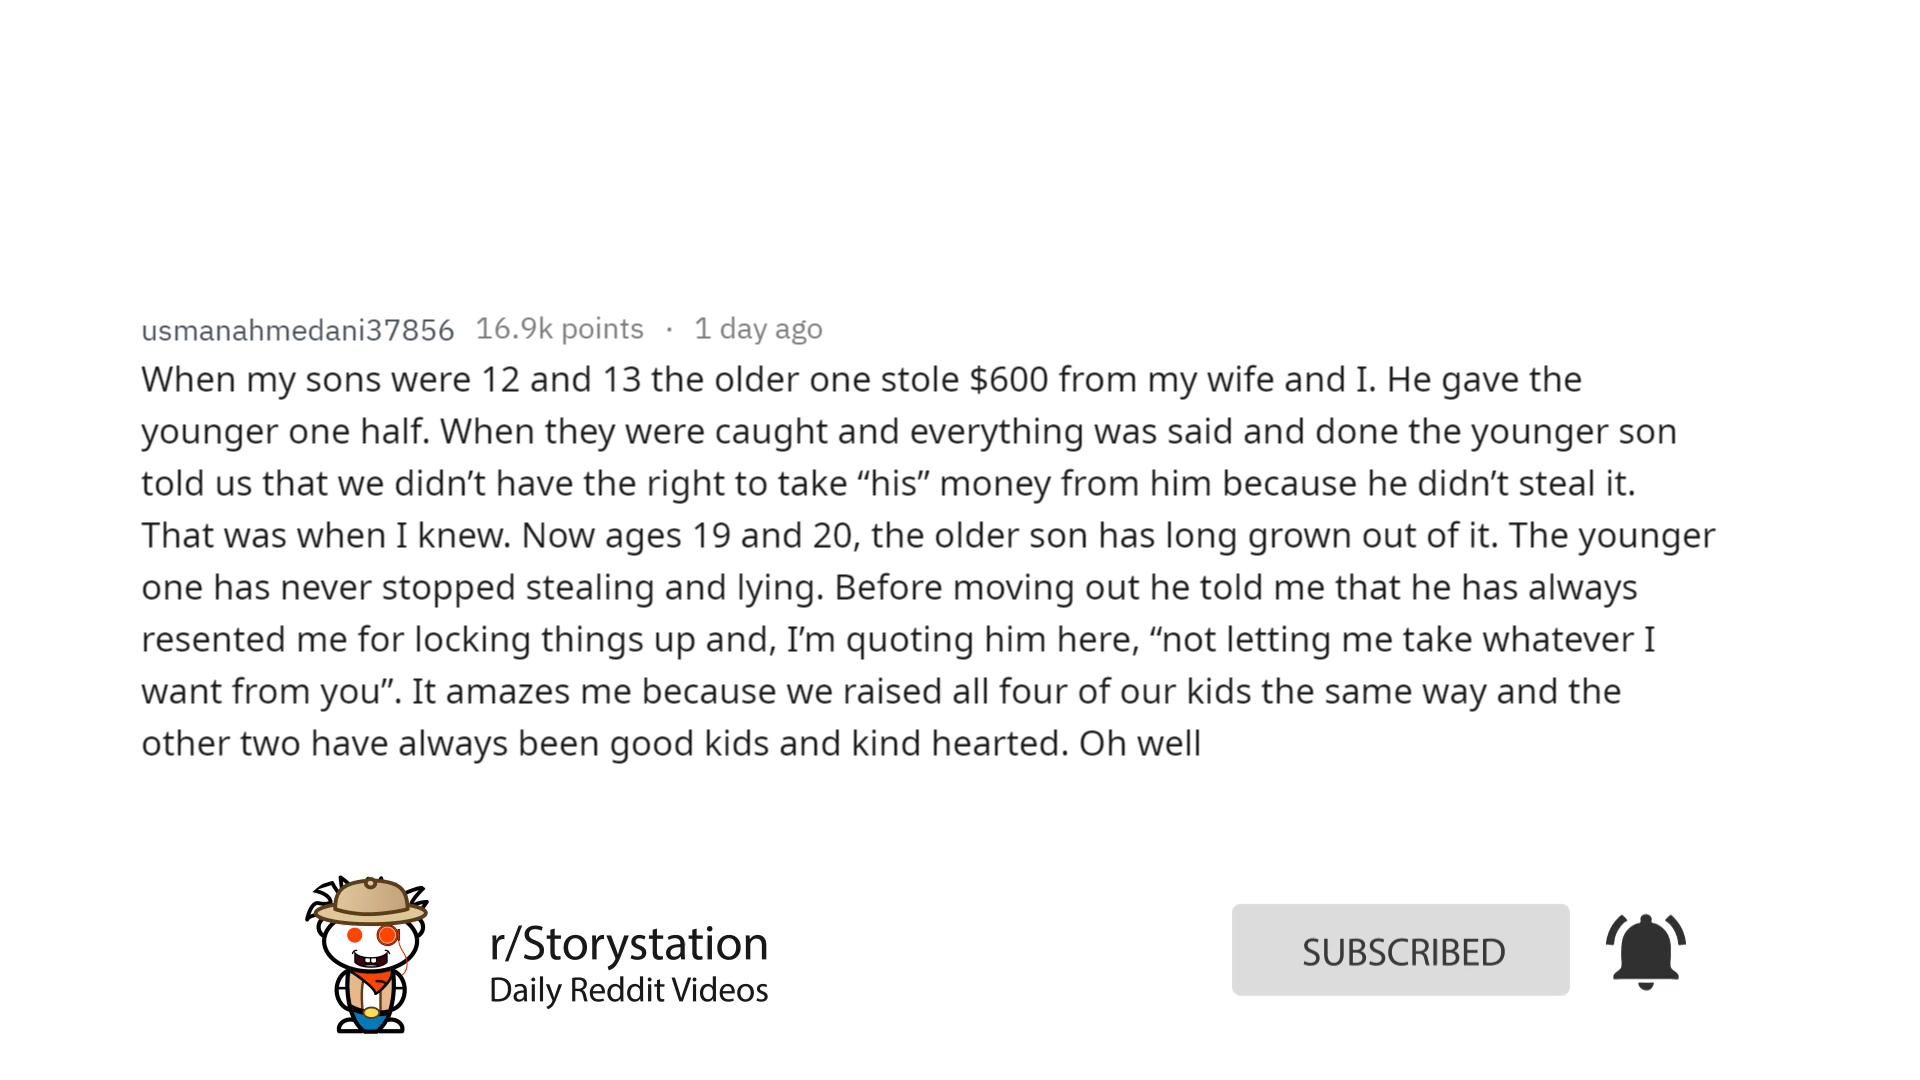 usmanahmedani37856 16.9k points · 1 day ago
When my sons were 12 and 13 the older one stole $600 from my wife and I. He gave the
younger one half. When they were caught and everything was said and done the younger son
told us that we didn’t have the right to take “his” money from him because he didn’t steal it.
That was when I knew. Now ages 19 and 20, the older son has long grown out of it. The younger
one has never stopped stealing and lying. Before moving out he told me that he has always
resented me for locking things up and, I’m quoting him here, “not letting me take whatever I
want from you”. It amazes me because we raised all four of our kids the same way and the
other two have always been good kids and kind hearted. Oh well
r/Storystation
Daily Reddit Videos
SUBSCRIBED